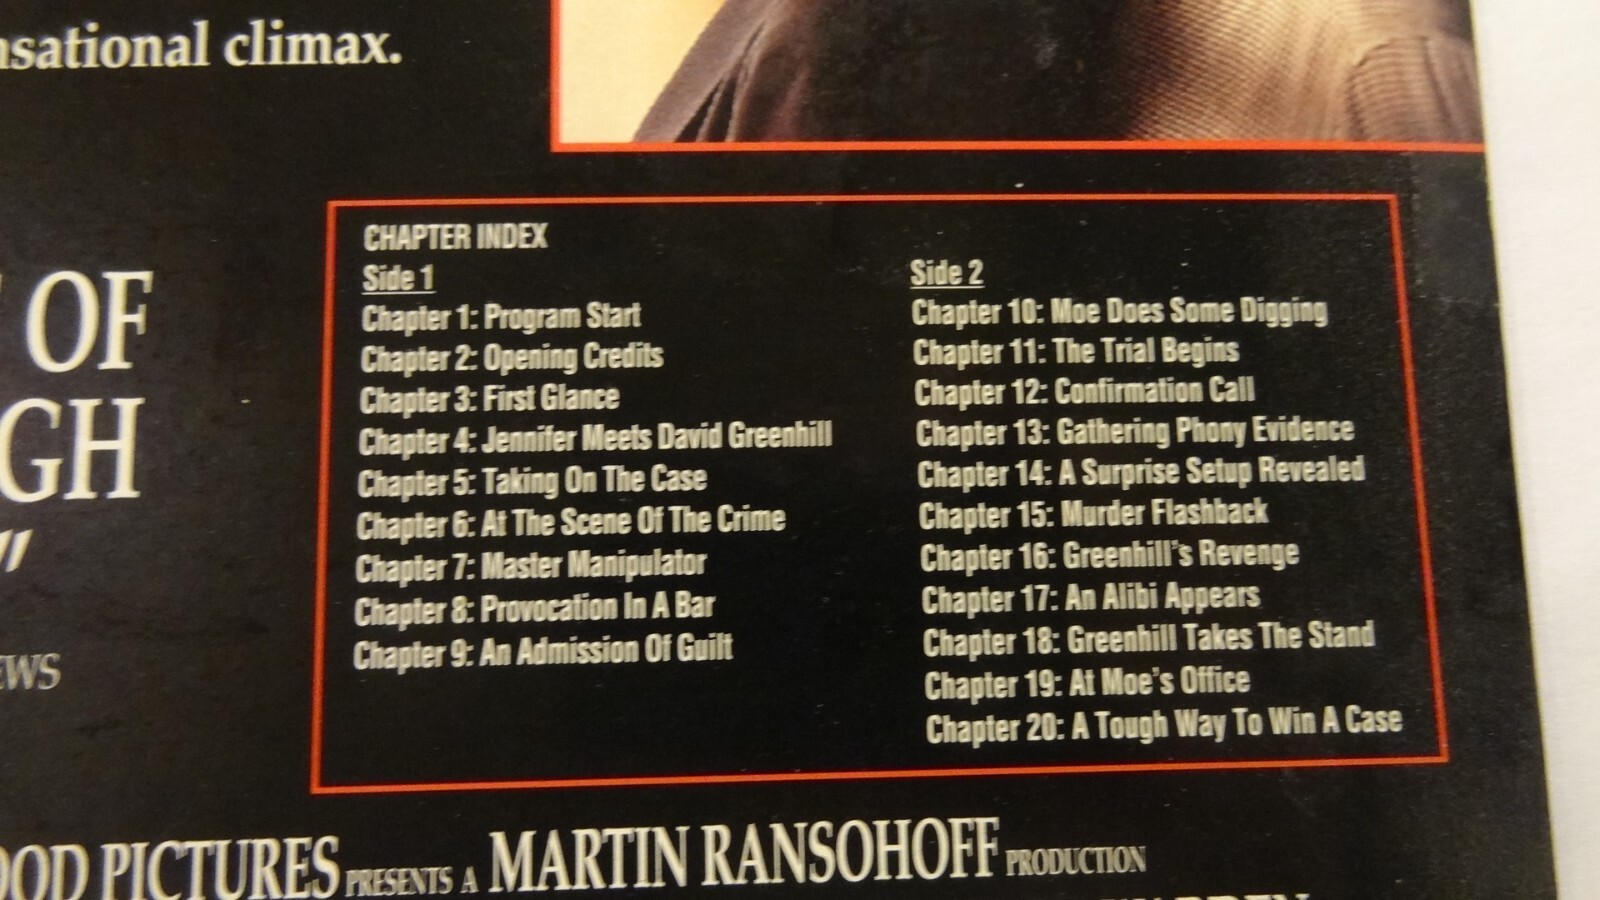 nsational climax.
OF
GH
"
EWS
CHAPTER INDEX
Side 1
Chapter 1: Program Start
Chapter 2: Opening Credits
Chapter 3: First Glance
Chapter 4: Jennifer Meets David Greenhill
Chapter 5: Taking On The Case
Chapter 6: At The Scene Of The Crime
Chapter 7: Master Manipulator
Chapter 8: Provocation In A Bar
Chapter 9: An Admission Of Guilt
Side 2
Chapter 10: Moe Does Some Digging
Chapter 11: The Trial Begins
Chapter 12: Confirmation Call
Chapter 13: Gathering Phony Evidence
Chapter 14: A Surprise Setup Revealed
Chapter 15: Murder Flashback
Chapter 16: Greenhill's Revenge
Chapter 17: An Alibi Appears
Chapter 18: Greenhill Takes The Stand
Chapter 19: At Moe's Office
Chapter 20: A Tough Way To Win A Case
OOD PICTURES PRESENTS A MARTIN RANSOHOFF PRODUCTION